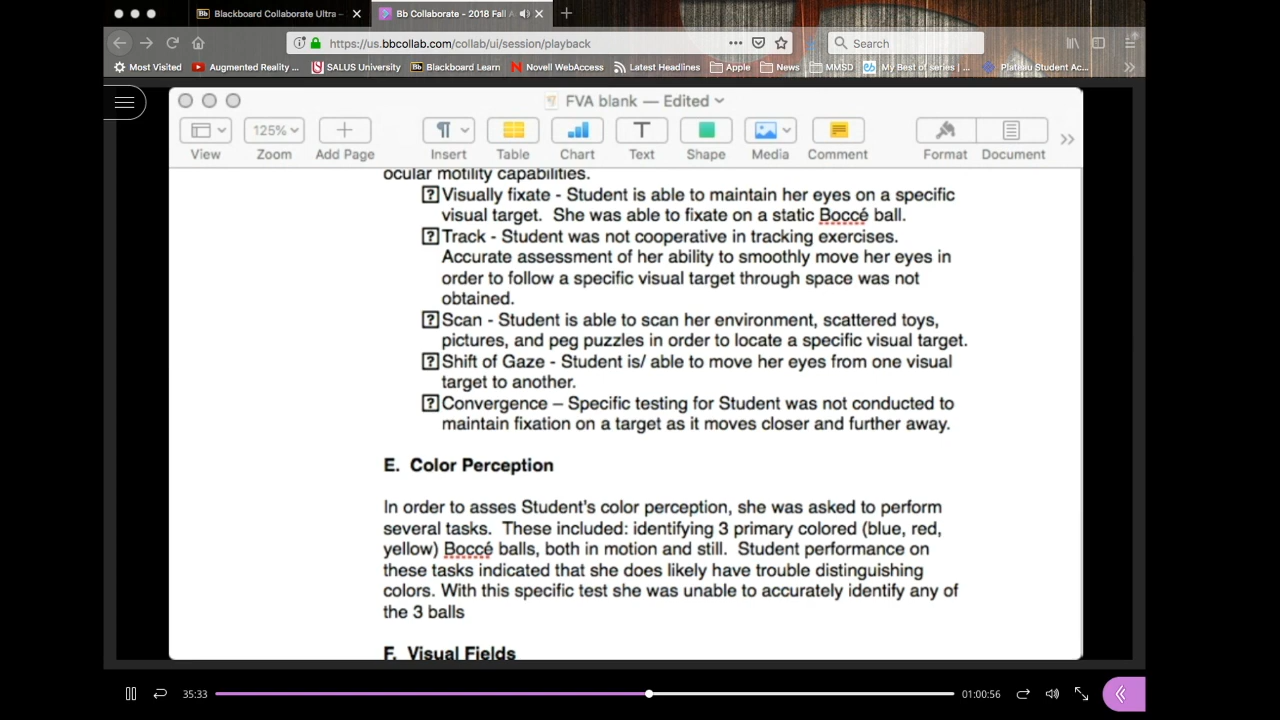 Blackboard Collaborate Ultra –
Bb Collaborate - 2018 Fall A
https://us.bbcollab.com/collab/ui/session/playback
Search
Most Visited
Augmented Reality ...
SALUS University
Blackboard Learn
Novell WebAccess
Latest Headlines
Apple
News
MMSD
My Best of series | ...
Plateau Student Ac...
FVA blank — Edited
125%
View
Zoom
Add Page
Insert
Table
Chart
Text
Shape
Media
Comment
Format
Document
ocular motility capabilities.
? Visually fixate - Student is able to maintain her eyes on a specific
visual target. She was able to fixate on a static Boccé ball.
? Track - Student was not cooperative in tracking exercises.
Accurate assessment of her ability to smoothly move her eyes in
order to follow a specific visual target through space was not
obtained.
? Scan - Student is able to scan her environment, scattered toys,
pictures, and peg puzzles in order to locate a specific visual target.
? Shift of Gaze - Student is/ able to move her eyes from one visual
target to another.
? Convergence – Specific testing for Student was not conducted to
maintain fixation on a target as it moves closer and further away.
E. Color Perception
In order to asses Student's color perception, she was asked to perform
several tasks. These included: identifying 3 primary colored (blue, red,
yellow) Boccé balls, both in motion and still. Student performance on
these tasks indicated that she does likely have trouble distinguishing
colors. With this specific test she was unable to accurately identify any of
the 3 balls
F. Visual Fields
35:33
01:00:56